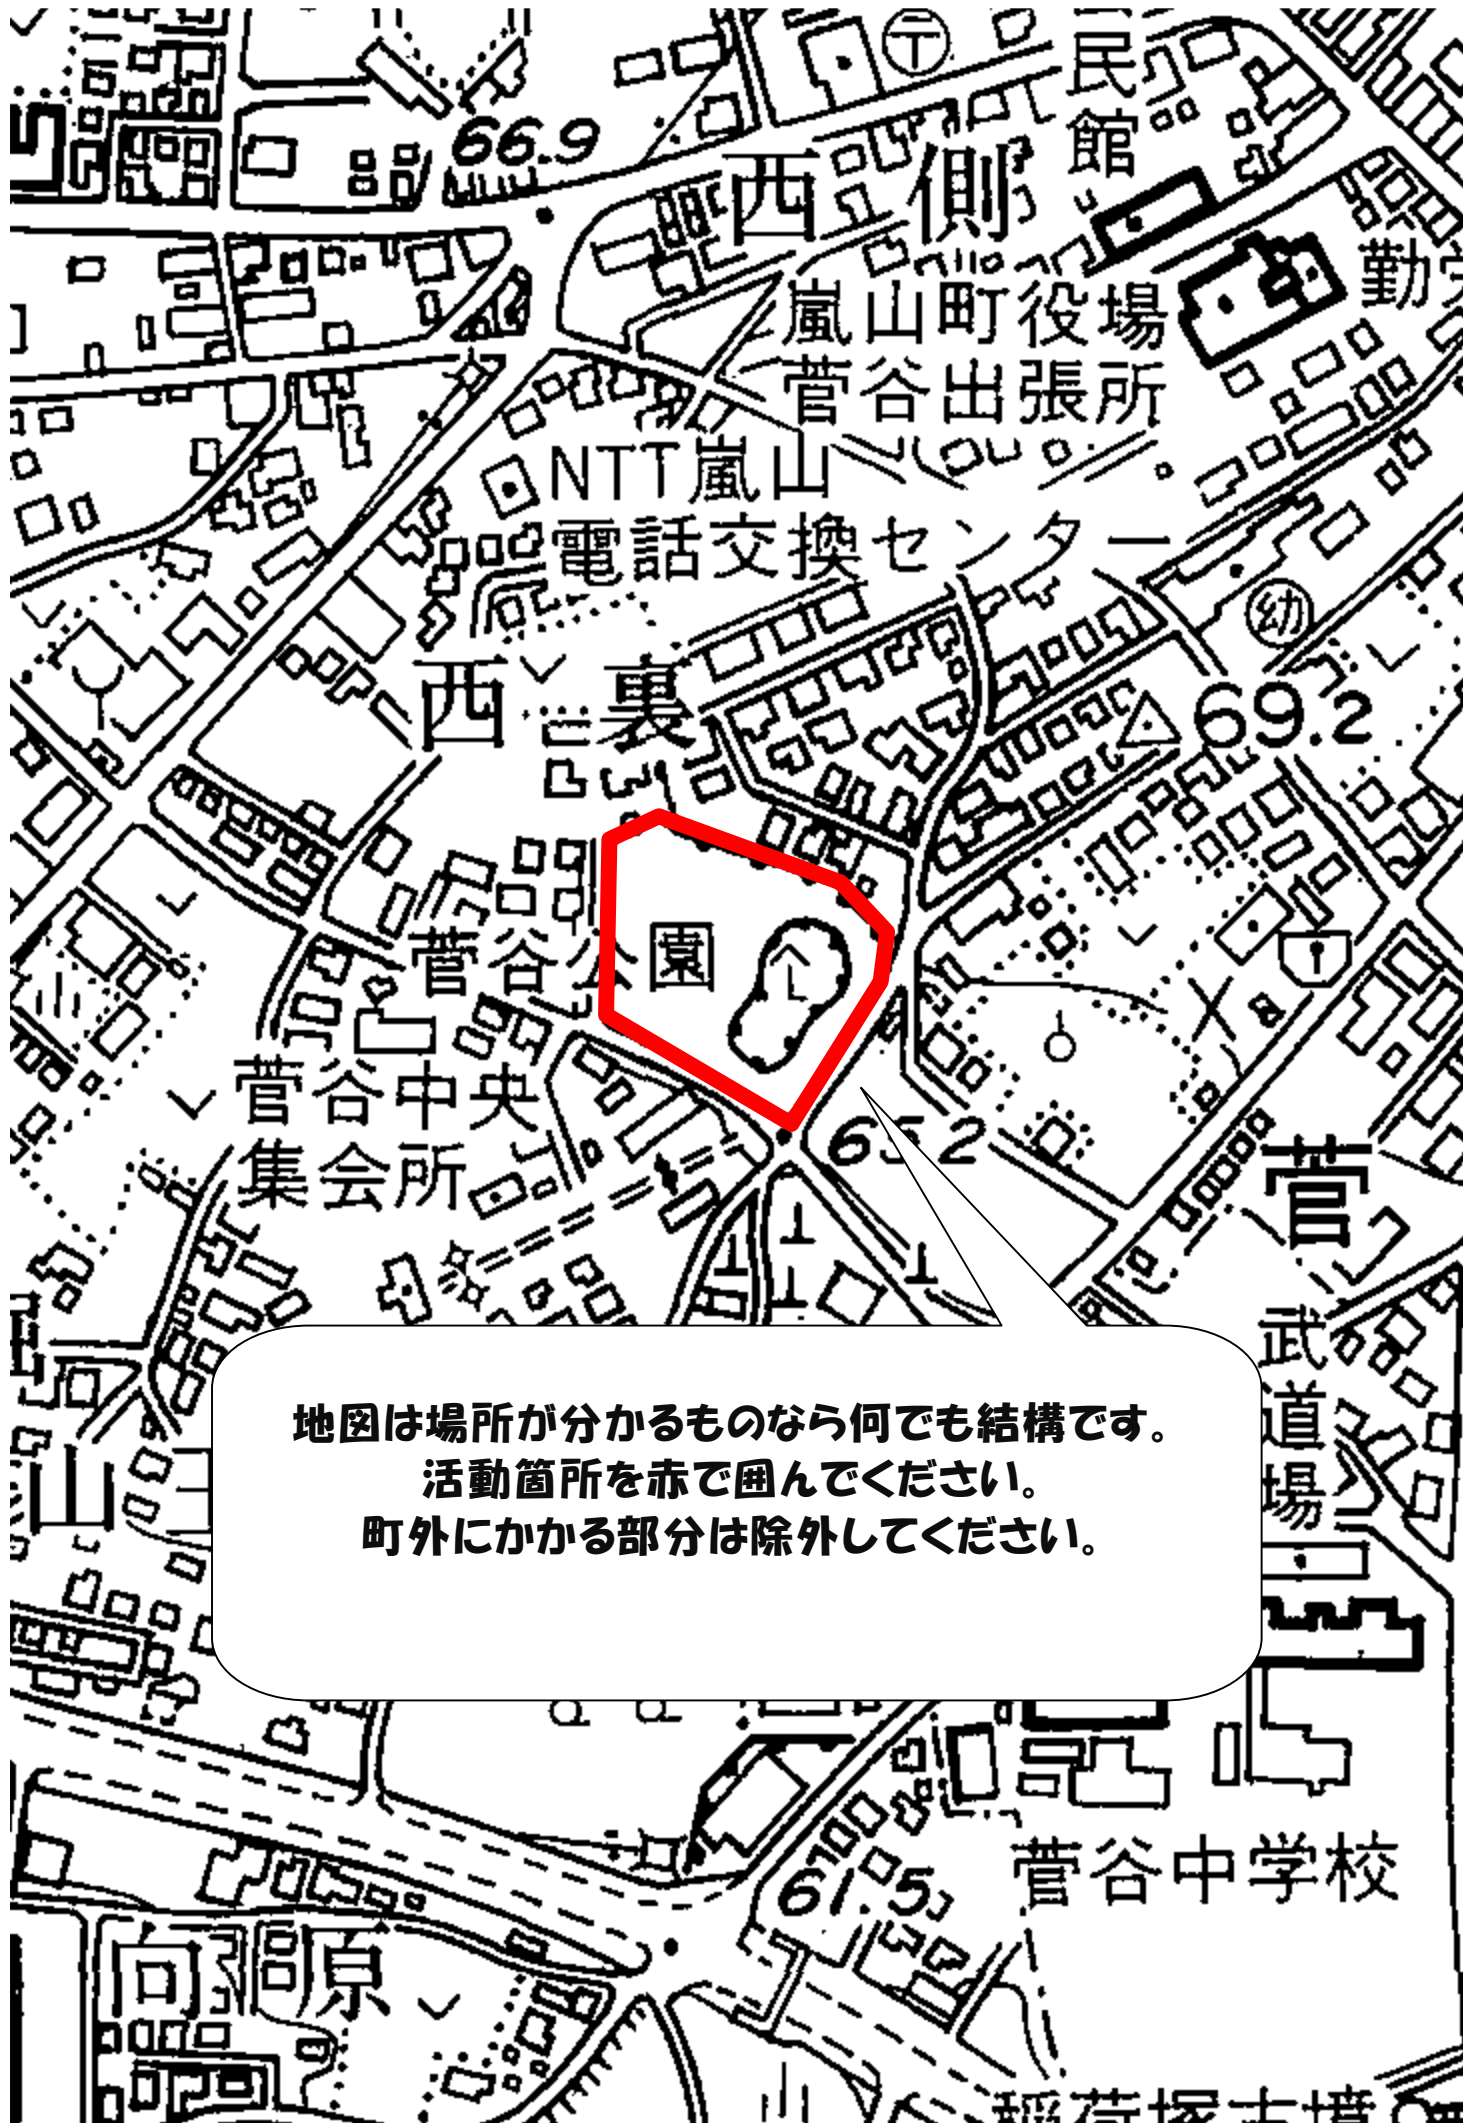 〒
民
館
66.9
西側
勤
嵐山町役場
菅谷出張所
NTT嵐山
電話交換センター
幼
西裏
69.2
菅谷公園
菅谷中央
集会所
65.2
菅
武
道
場
地図は場所が分かるものなら何でも結構です。
活動箇所を赤で囲んでください。
町外にかかる部分は除外してください。
山
菅谷中学校
61.5
向原
稲荷塚古墳